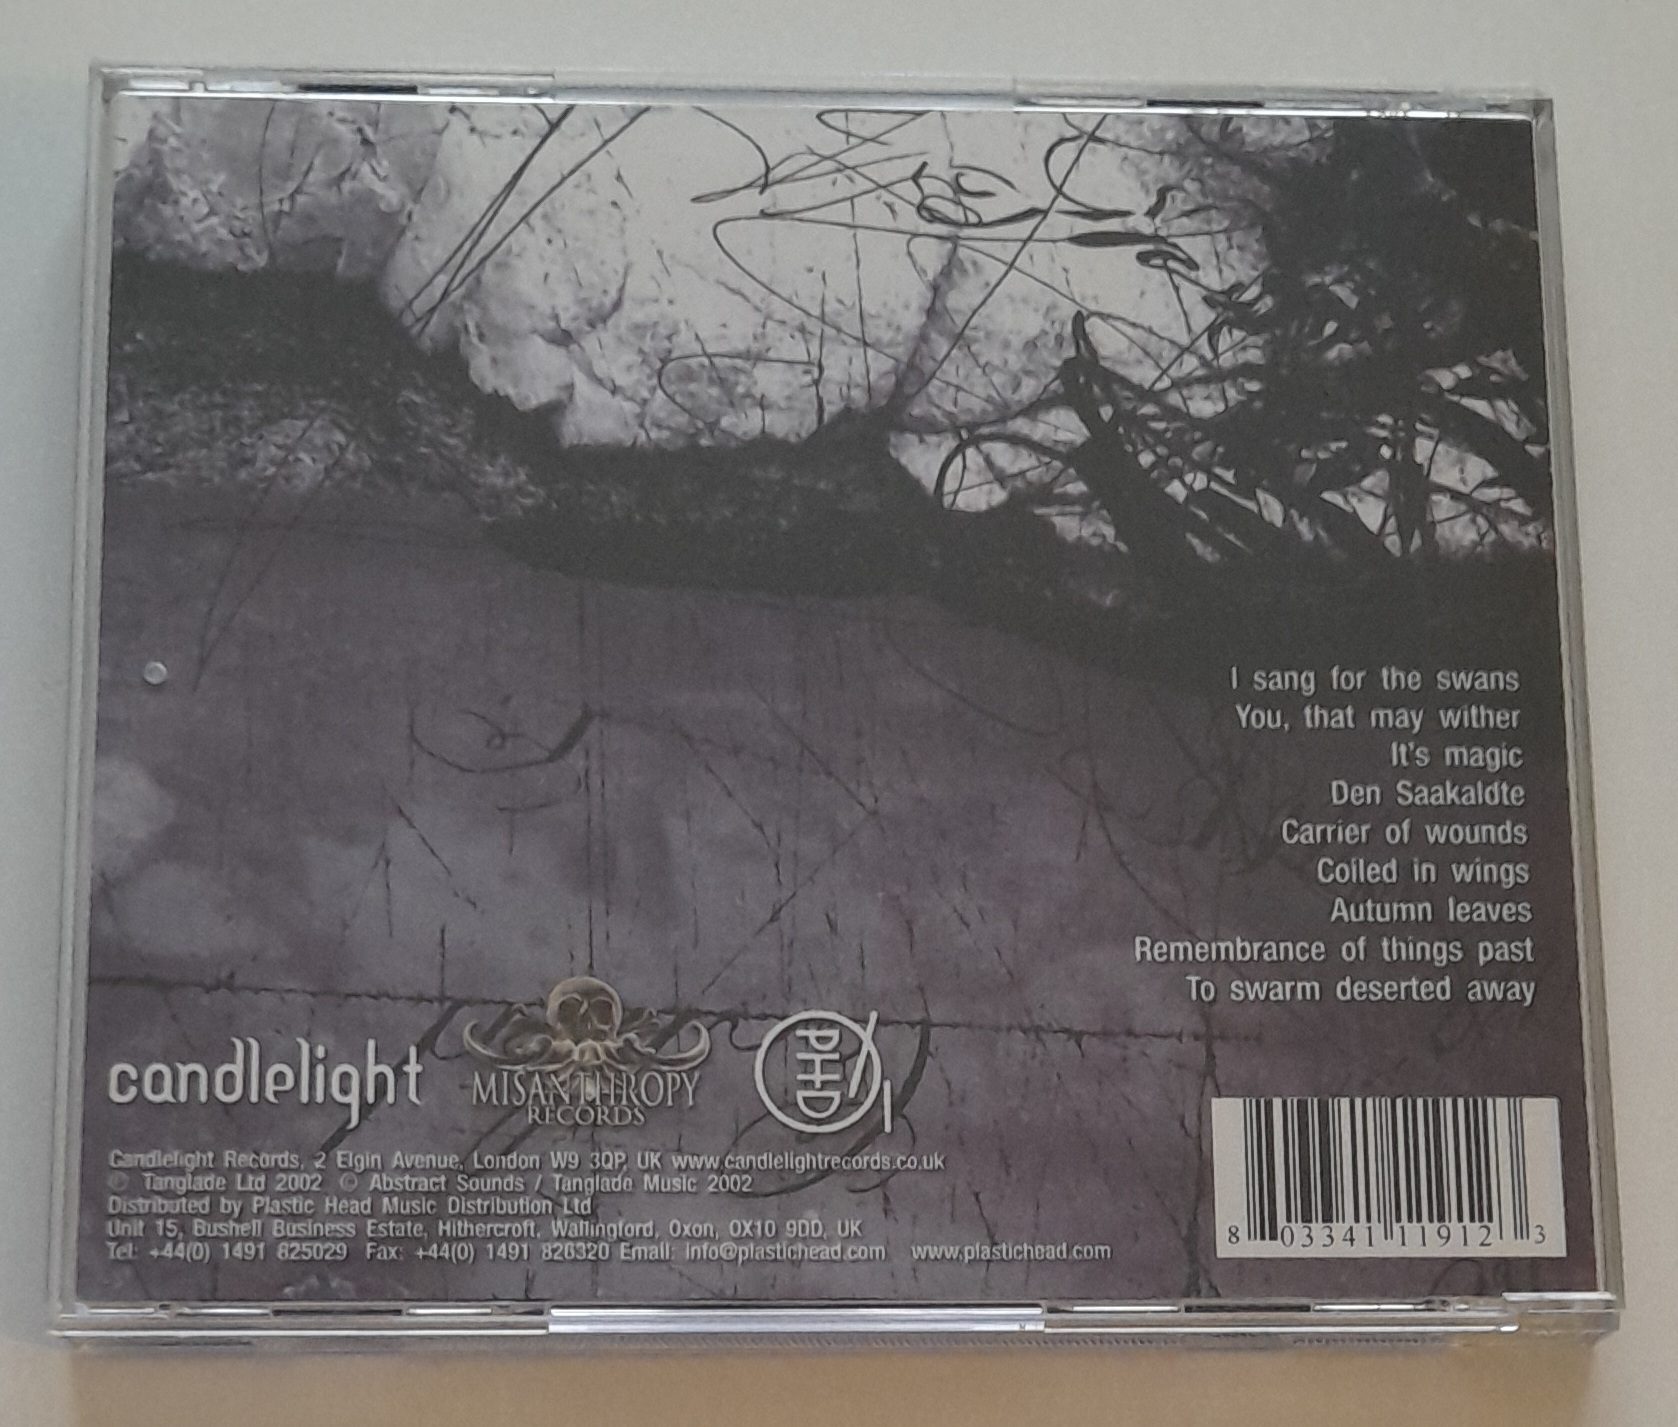 I sang for the swans
You, that may wither
It's magic
Den Saakaldte
Carrier of wounds
Coiled in wings
Autumn leaves
Remembrance of things past
To swarm deserted away
candlelight
MISANTHROPY
RECORDS
PHD
Candlelight Records, 2 Elgin Avenue, London W9 3QP, UK www.candlelightrecords.co.uk
℗ Tanglade Ltd 2002 © Abstract Sounds / Tanglade Music 2002
Distributed by Plastic Head Music Distribution Ltd
Unit 15, Bushell Business Estate, Hithercroft, Wallingford, Oxon, OX10 9DD, UK
Tel: +44(0) 1491 825029 Fax: +44(0) 1491 826320 Email: info@plastichead.com www.plastichead.com
8 03341 11912 3